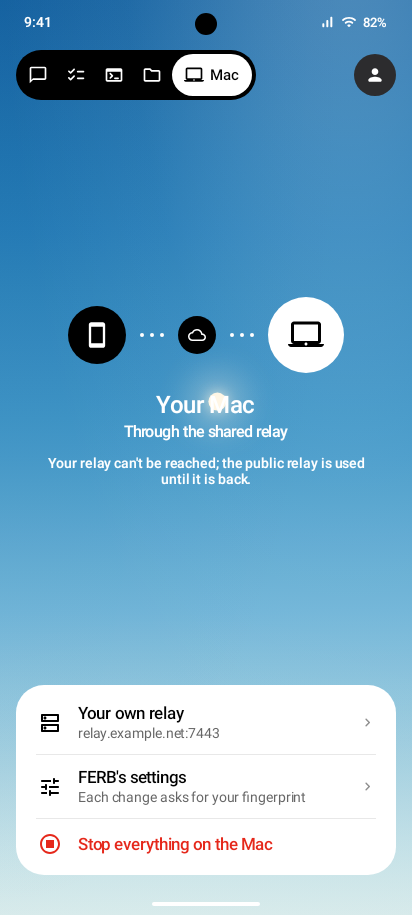 9:41
82%
Mac
Your Mac
Through the shared relay
Your relay can't be reached; the public relay is used
until it is back.
Your own relay
relay.example.net:7443
FERB's settings
Each change asks for your fingerprint
Stop everything on the Mac